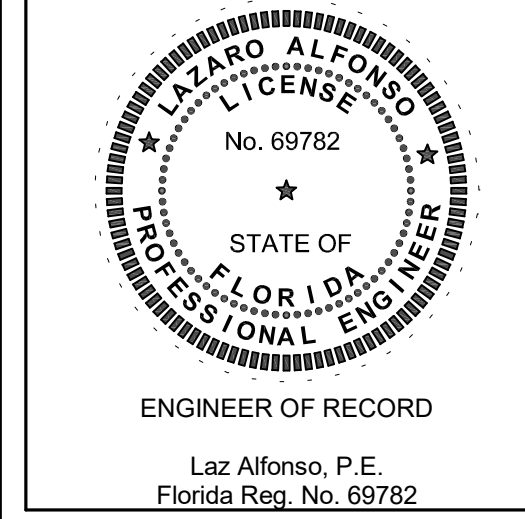 LAZARO ALFONSO
LICENSE
No. 69782
STATE OF
FLORIDA
PROFESSIONAL ENGINEER
ENGINEER OF RECORD
Laz Alfonso, P.E.
Florida Reg. No. 69782